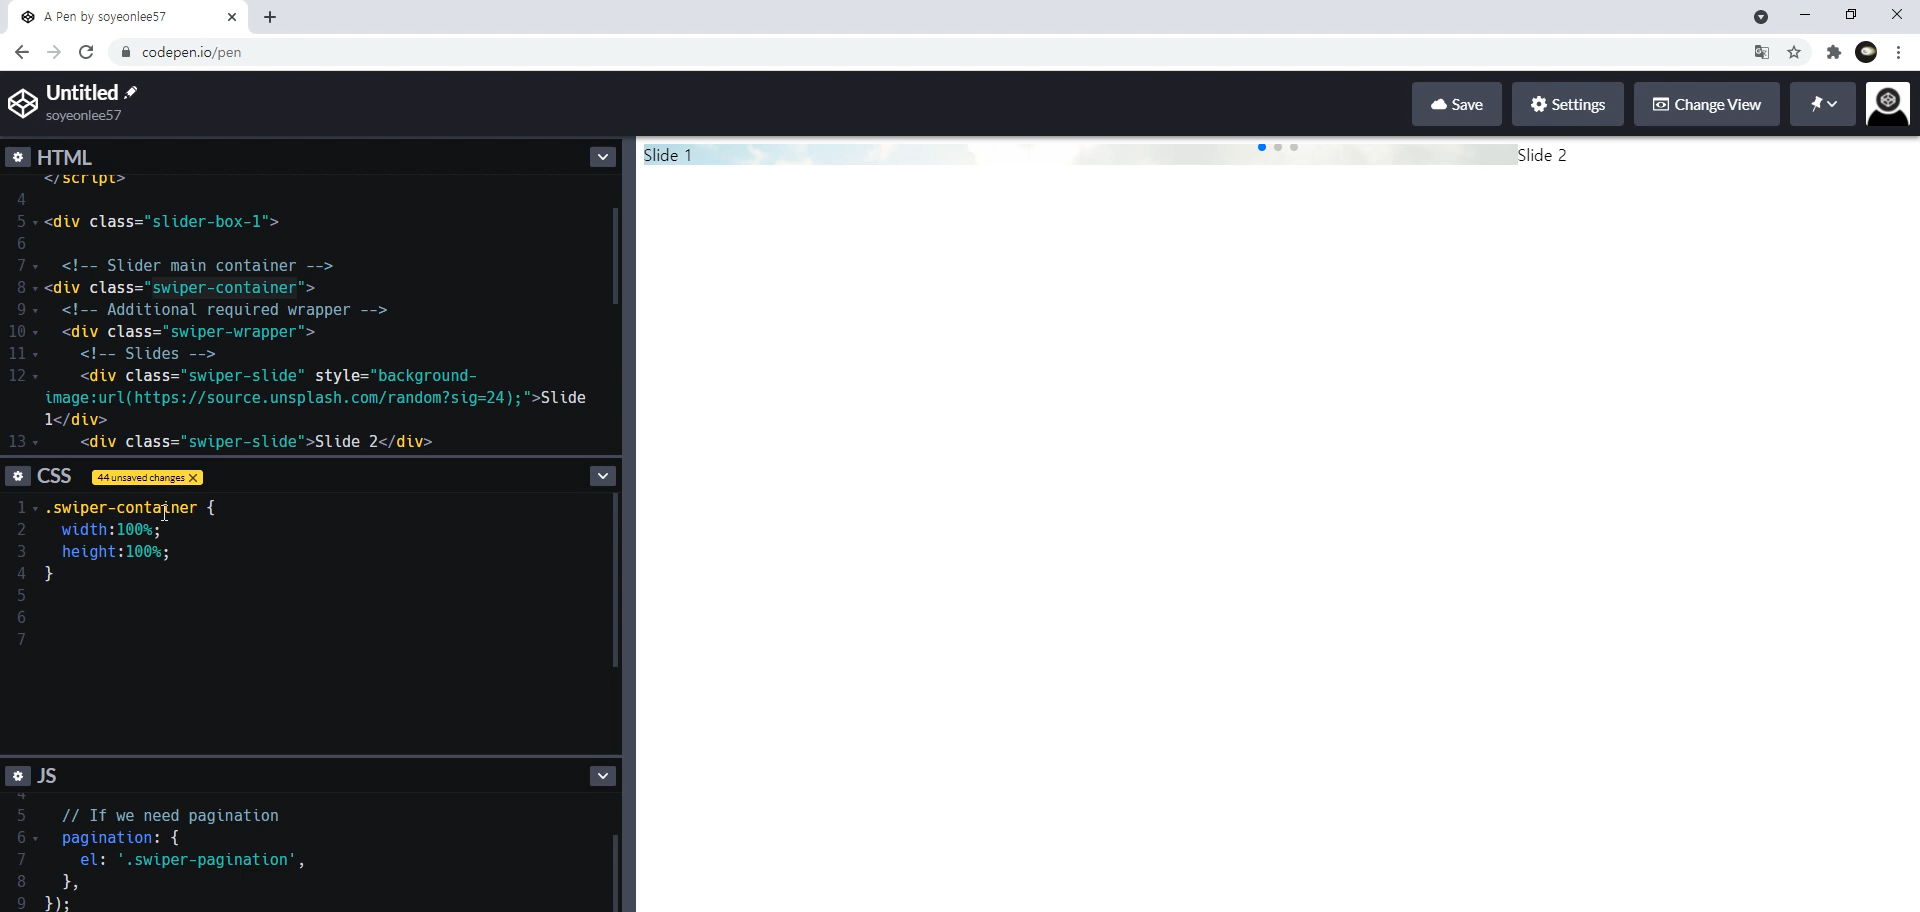 A Pen by soyeonlee57
codepen.io/pen
Untitled
soyeonlee57
Save
Settings
Change View
HTML
</script>
4
5 <div class="slider-box-1">
6
7 <!-- Slider main container -->
8 <div class="swiper-container">
9 <!-- Additional required wrapper -->
10 <div class="swiper-wrapper">
11 <!-- Slides -->
12 <div class="swiper-slide" style="background-
image:url(https://source.unsplash.com/random?sig=24);">Slide
1</div>
13 <div class="swiper-slide">Slide 2</div>
CSS 44 unsaved changes
1 .swiper-container {
2 width:100%;
3 height:100%;
4 }
5
6
7
JS
4
5 // If we need pagination
6 pagination: {
7 el: '.swiper-pagination',
8 },
9 });
Slide 1
Slide 2